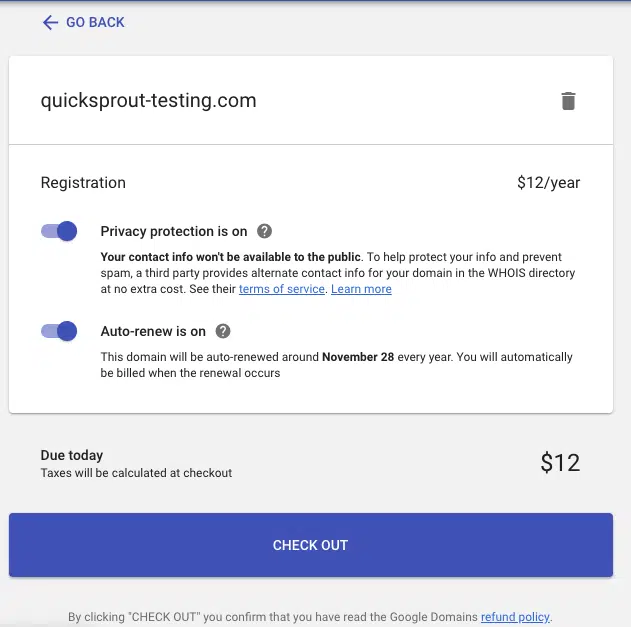 GO BACK
quicksprout-testing.com
Registration
$12/year
Privacy protection is on
Your contact info won't be available to the public. To help protect your info and prevent
spam, a third party provides alternate contact info for your domain in the WHOIS directory
at no extra cost. See their terms of service. Learn more
Auto-renew is on
This domain will be auto-renewed around November 28 every year. You will automatically
be billed when the renewal occurs
Due today
Taxes will be calculated at checkout
$12
CHECK OUT
By clicking "CHECK OUT" you confirm that you have read the Google Domains refund policy.